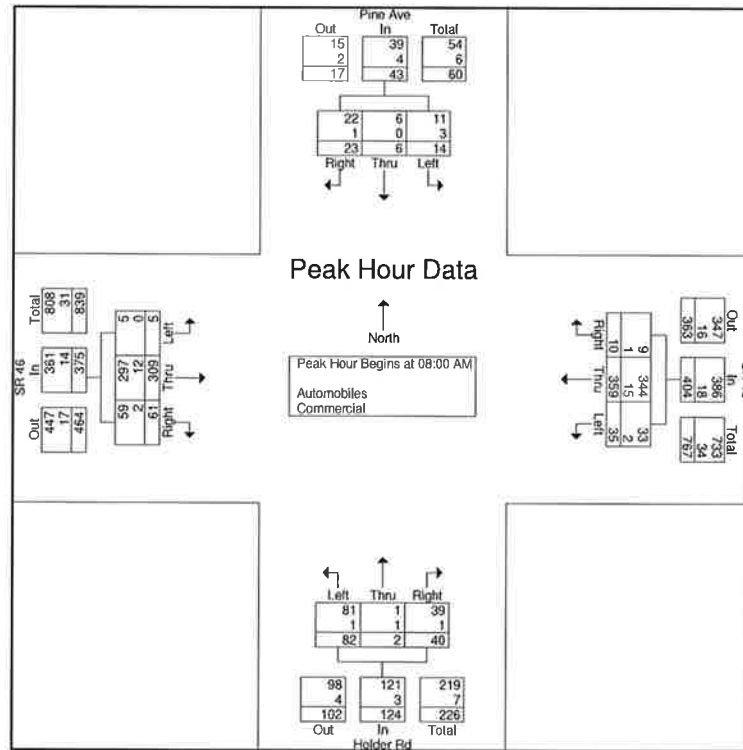 Pine Ave
Out In Total
15 39 54
2 4 6
17 43 60
22 6 11
1 0 3
23 6 14
Right Thru Left
Peak Hour Data
North
Peak Hour Begins at 08:00 AM
Automobiles
Commercial
SR 46
Total
808 31 839
In
361 14 375
Out
447 17 464
Left
5 0 5
Thru
297 12 309
Right
59 2 61
Right
9 1 10
Thru
344 15 359
Left
33 2 35
Out
347 16 363
In
386 18 404
Total
733 34 767
Left Thru Right
81 1 39
1 1 1
82 2 40
98 121 219
4 3 7
102 124 226
Out In Total
Holder Rd